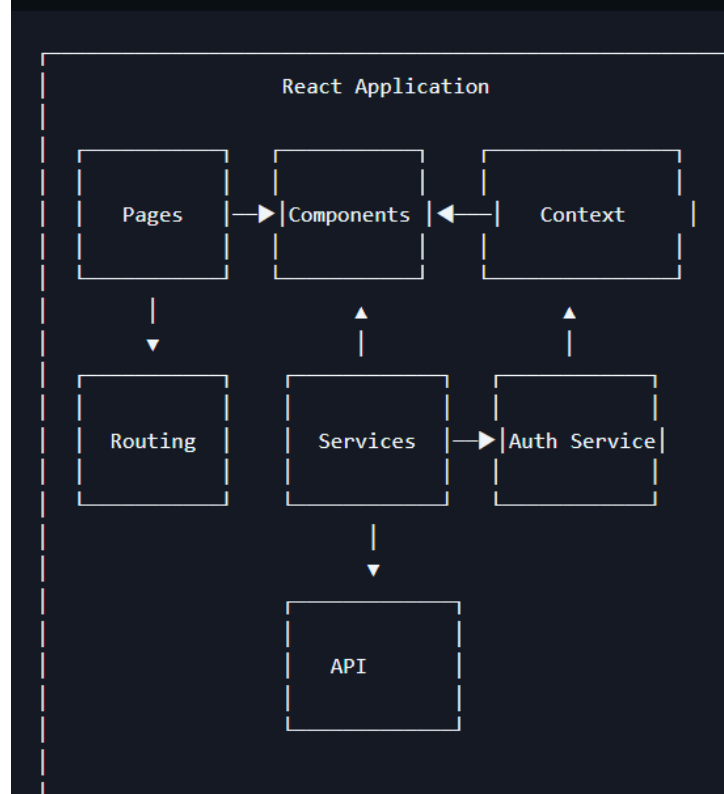 React Application
Pages Components Context
Routing Services Auth Service
API